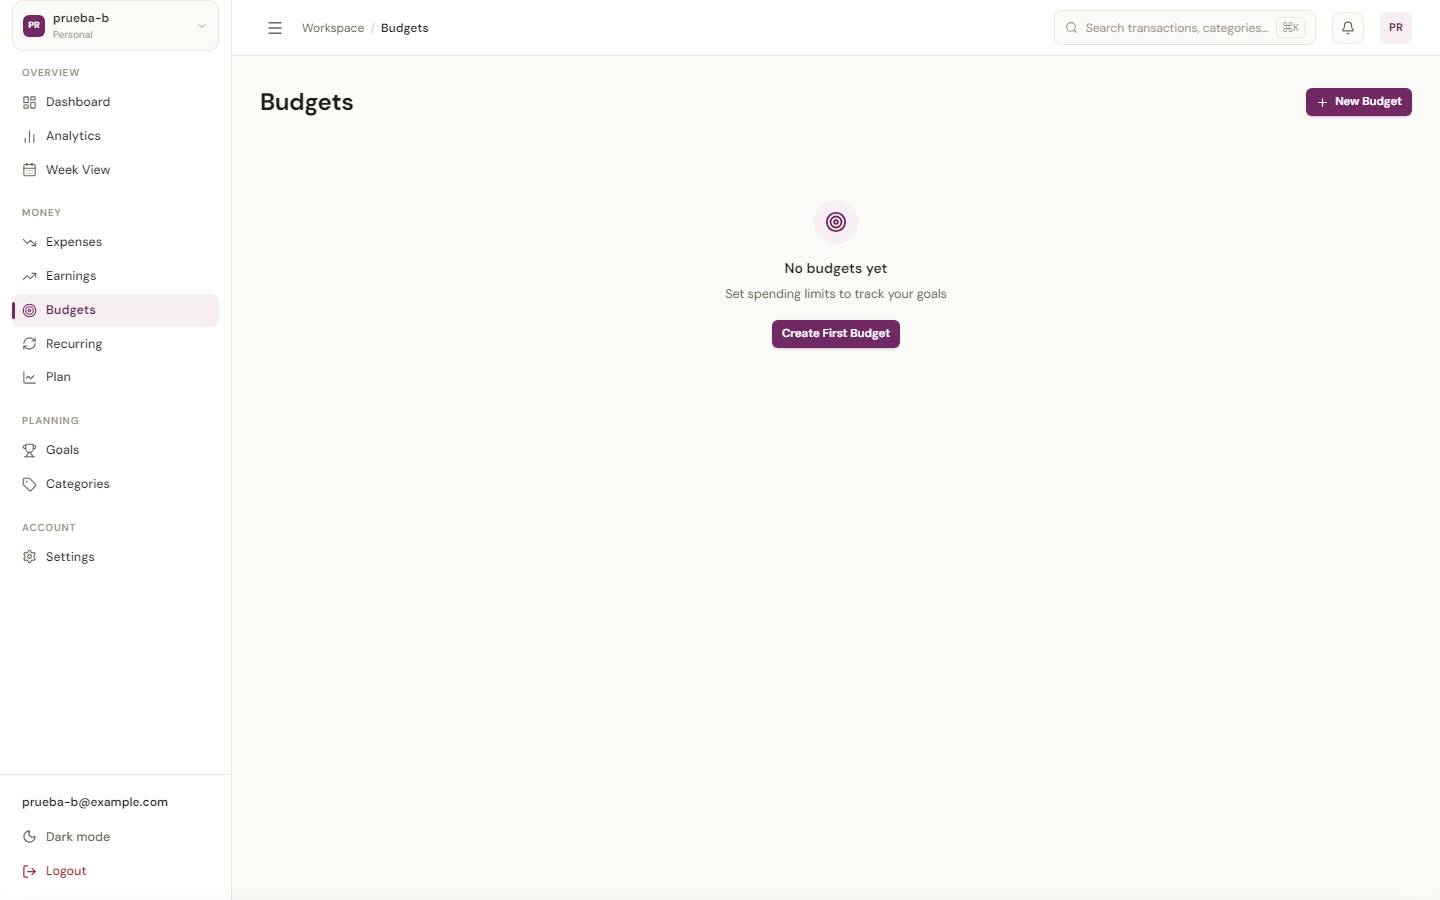 PR
prueba-b
Personal
OVERVIEW
Dashboard
Analytics
Week View
MONEY
Expenses
Earnings
Budgets
Recurring
Plan
PLANNING
Goals
Categories
ACCOUNT
Settings
prueba-b@example.com
Dark mode
Logout
Workspace / Budgets
Search transactions, categories... ⌘K
PR
Budgets
+ New Budget
No budgets yet
Set spending limits to track your goals
Create First Budget